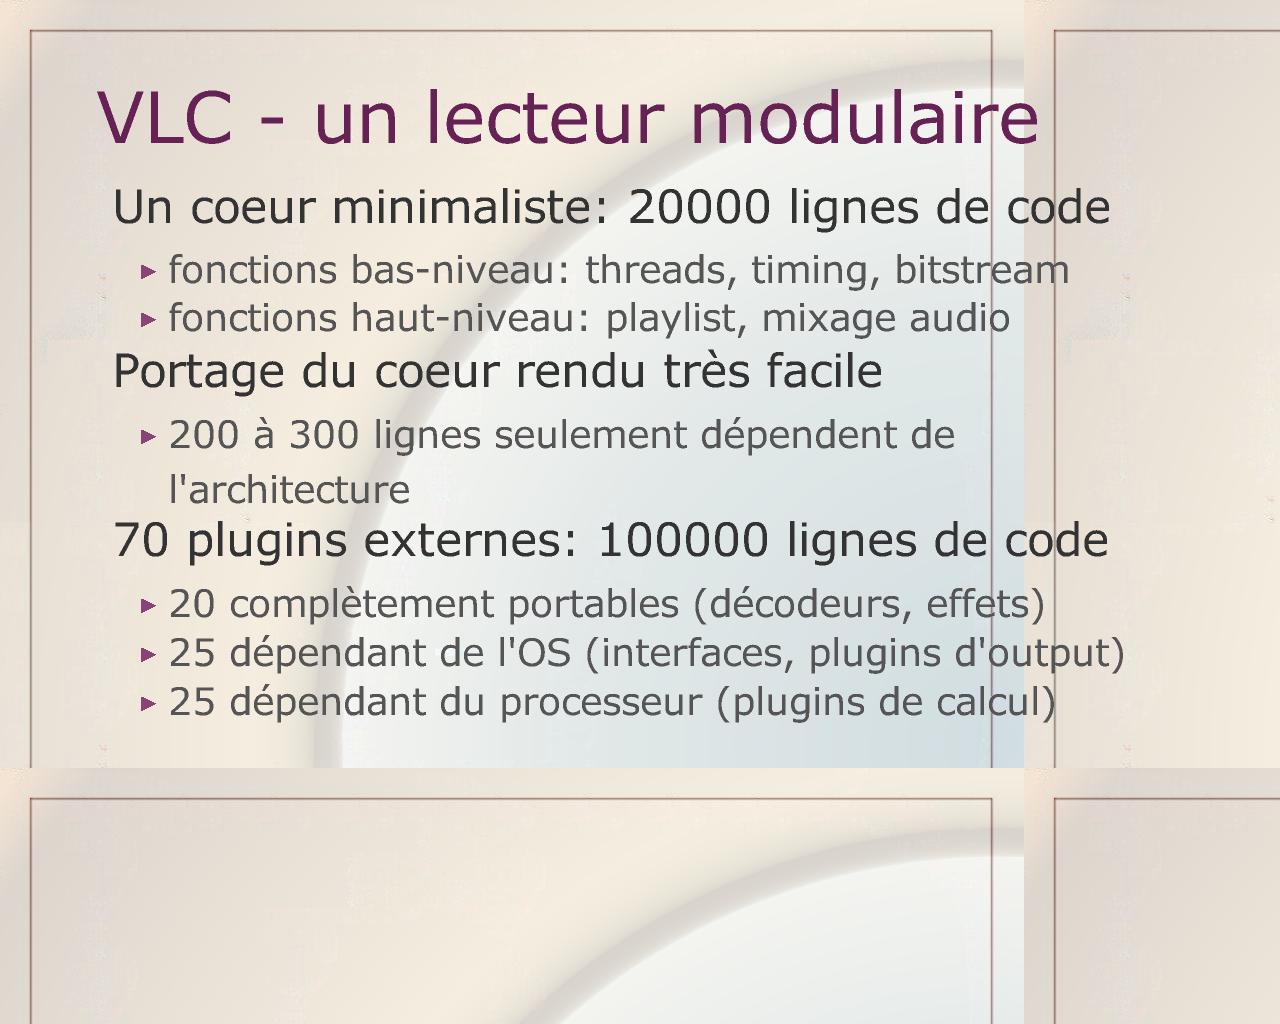 VLC - un lecteur modulaire
Un coeur minimaliste: 20000 lignes de code
► fonctions bas-niveau: threads, timing, bitstream
► fonctions haut-niveau: playlist, mixage audio
Portage du coeur rendu très facile
► 200 à 300 lignes seulement dépendent de
l'architecture
70 plugins externes: 100000 lignes de code
► 20 complètement portables (décodeurs, effets)
► 25 dépendant de l'OS (interfaces, plugins d'output)
► 25 dépendant du processeur (plugins de calcul)